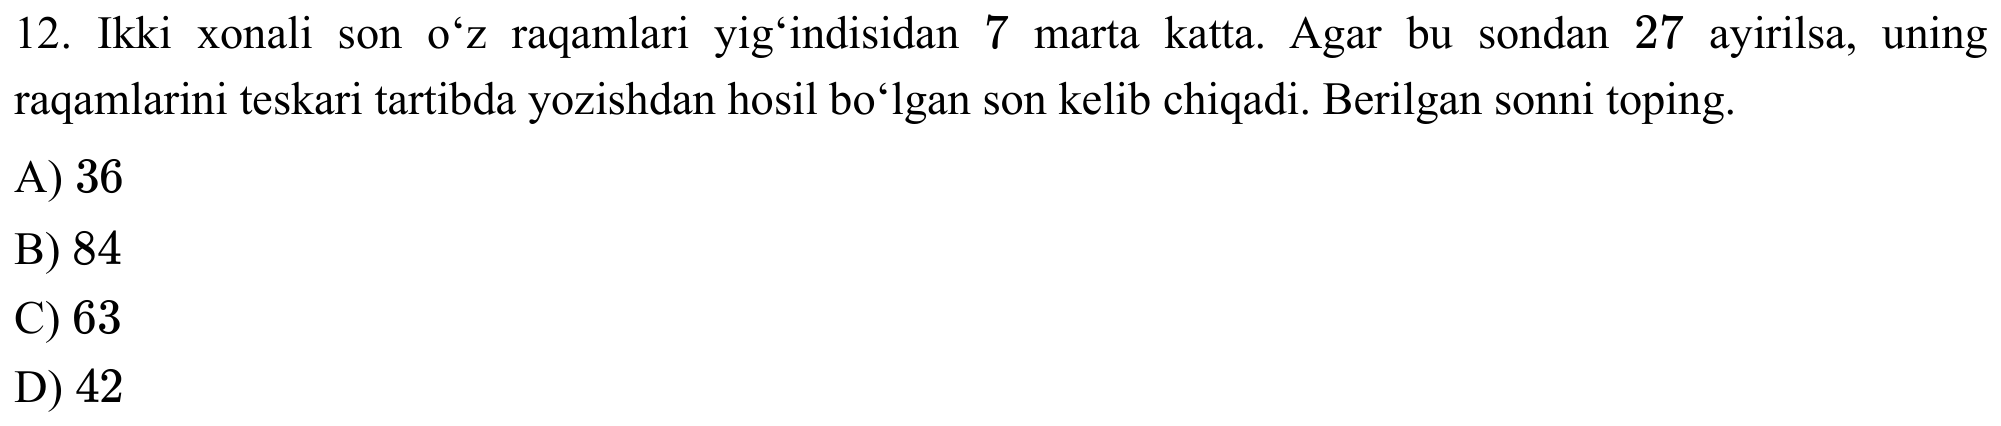 12. Ikki xonali son o‘z raqamlari yig‘indisidan 7 marta katta. Agar bu sondan 27 ayirilsa, uning
raqamlarini teskari tartibda yozishdan hosil bo‘lgan son kelib chiqadi. Berilgan sonni toping.
A) 36
B) 84
C) 63
D) 42